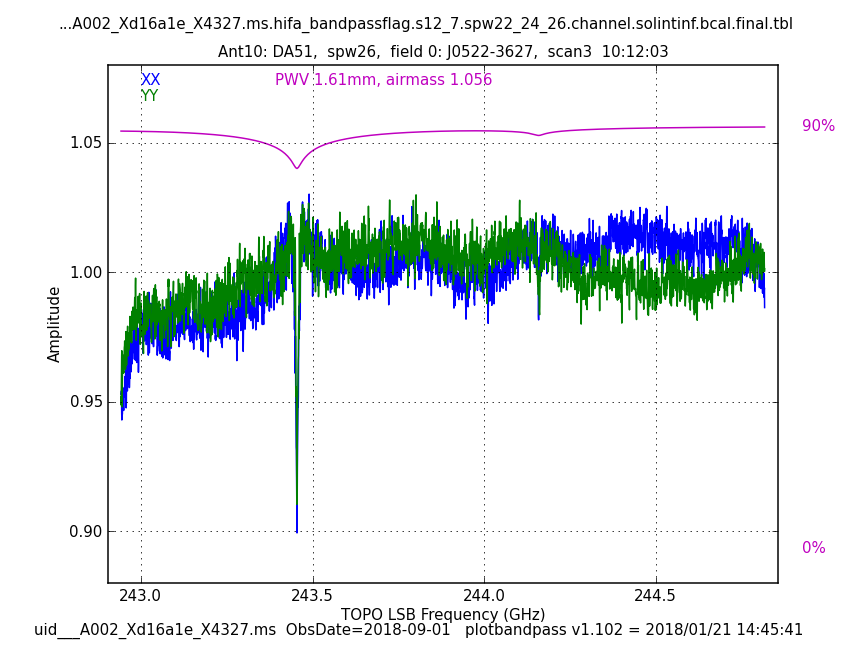 ...A002_Xd16a1e_X4327.ms.hifa_bandpassflag.s12_7.spw22_24_26.channel.solintinf.bcal.final.tbl
Ant10: DA51, spw26, field 0: J0522-3627, scan3 10:12:03
XX
YY
PWV 1.61mm, airmass 1.056
90%
1.05
1.00
0.95
0.90
Amplitude
0%
243.0 243.5 244.0 244.5
TOPO LSB Frequency (GHz)
uid___A002_Xd16a1e_X4327.ms ObsDate=2018-09-01 plotbandpass v1.102 = 2018/01/21 14:45:41